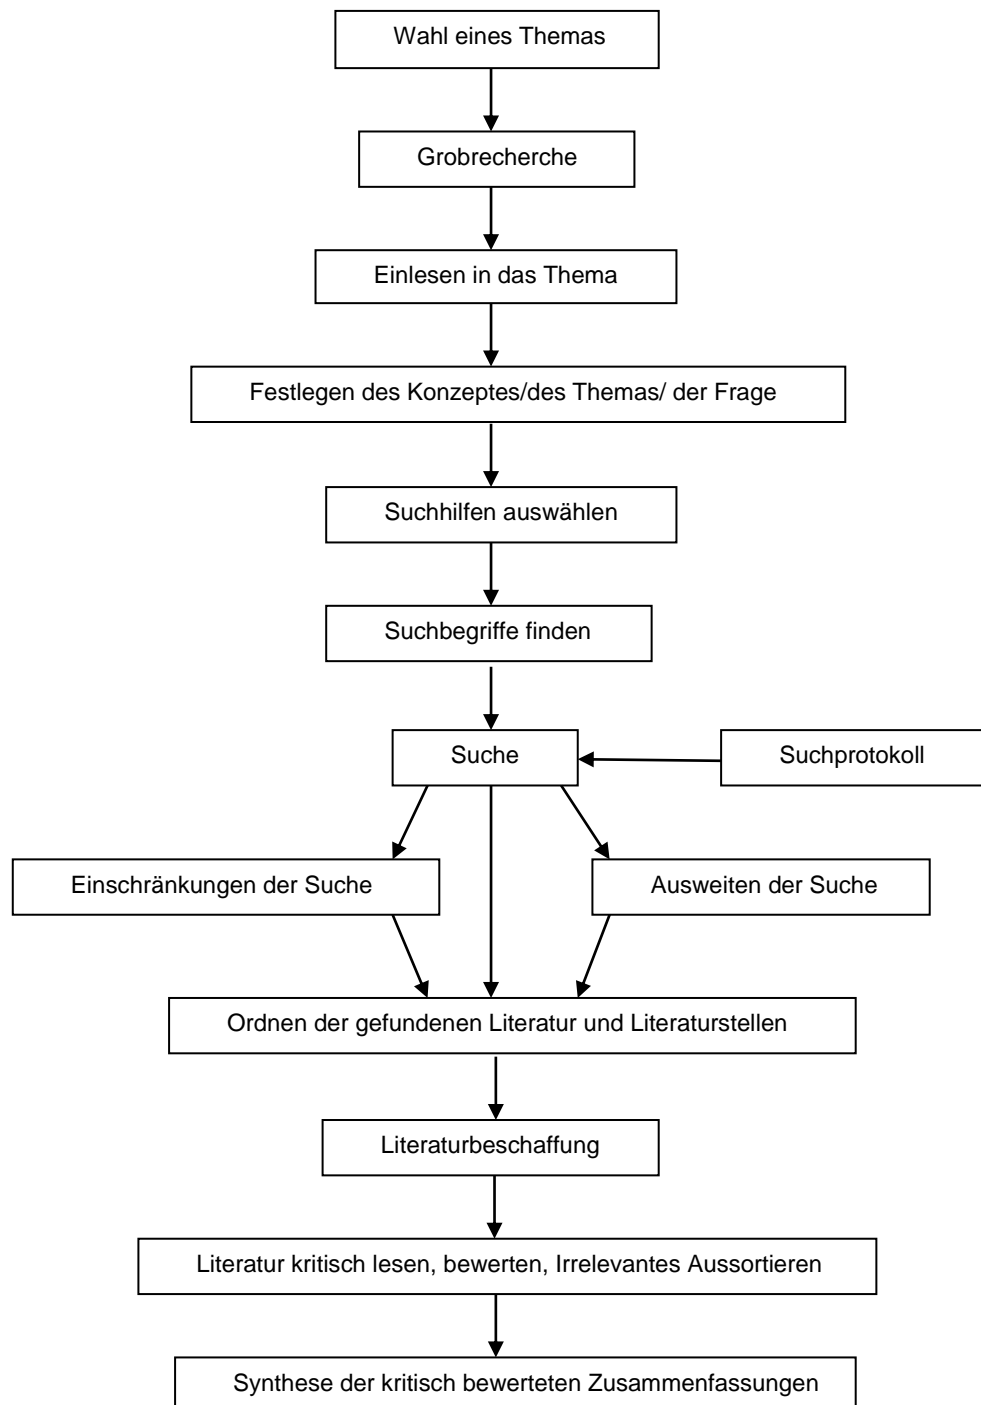 Wahl eines Themas
Grobrecherche
Einlesen in das Thema
Festlegen des Konzeptes/des Themas/ der Frage
Suchhilfen auswählen
Suchbegriffe finden
Suche
Suchprotokoll
Einschränkungen der Suche
Ausweiten der Suche
Ordnen der gefundenen Literatur und Literaturstellen
Literaturbeschaffung
Literatur kritisch lesen, bewerten, Irrelevantes Aussortieren
Synthese der kritisch bewerteten Zusammenfassungen